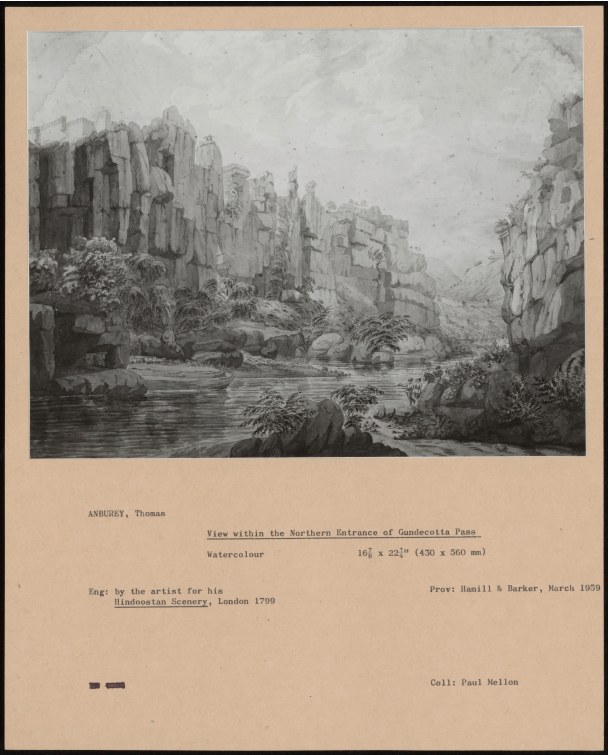 ANBUREY, Thomas
View within the Northern Entrance of Gundecotta Pass
Watercolour 16⅞ x 22¼" (430 x 560 mm)
Eng: by the artist for his Prov: Hamill & Barker, March 1959
Hindoostan Scenery, London 1799
Coll: Paul Mellon